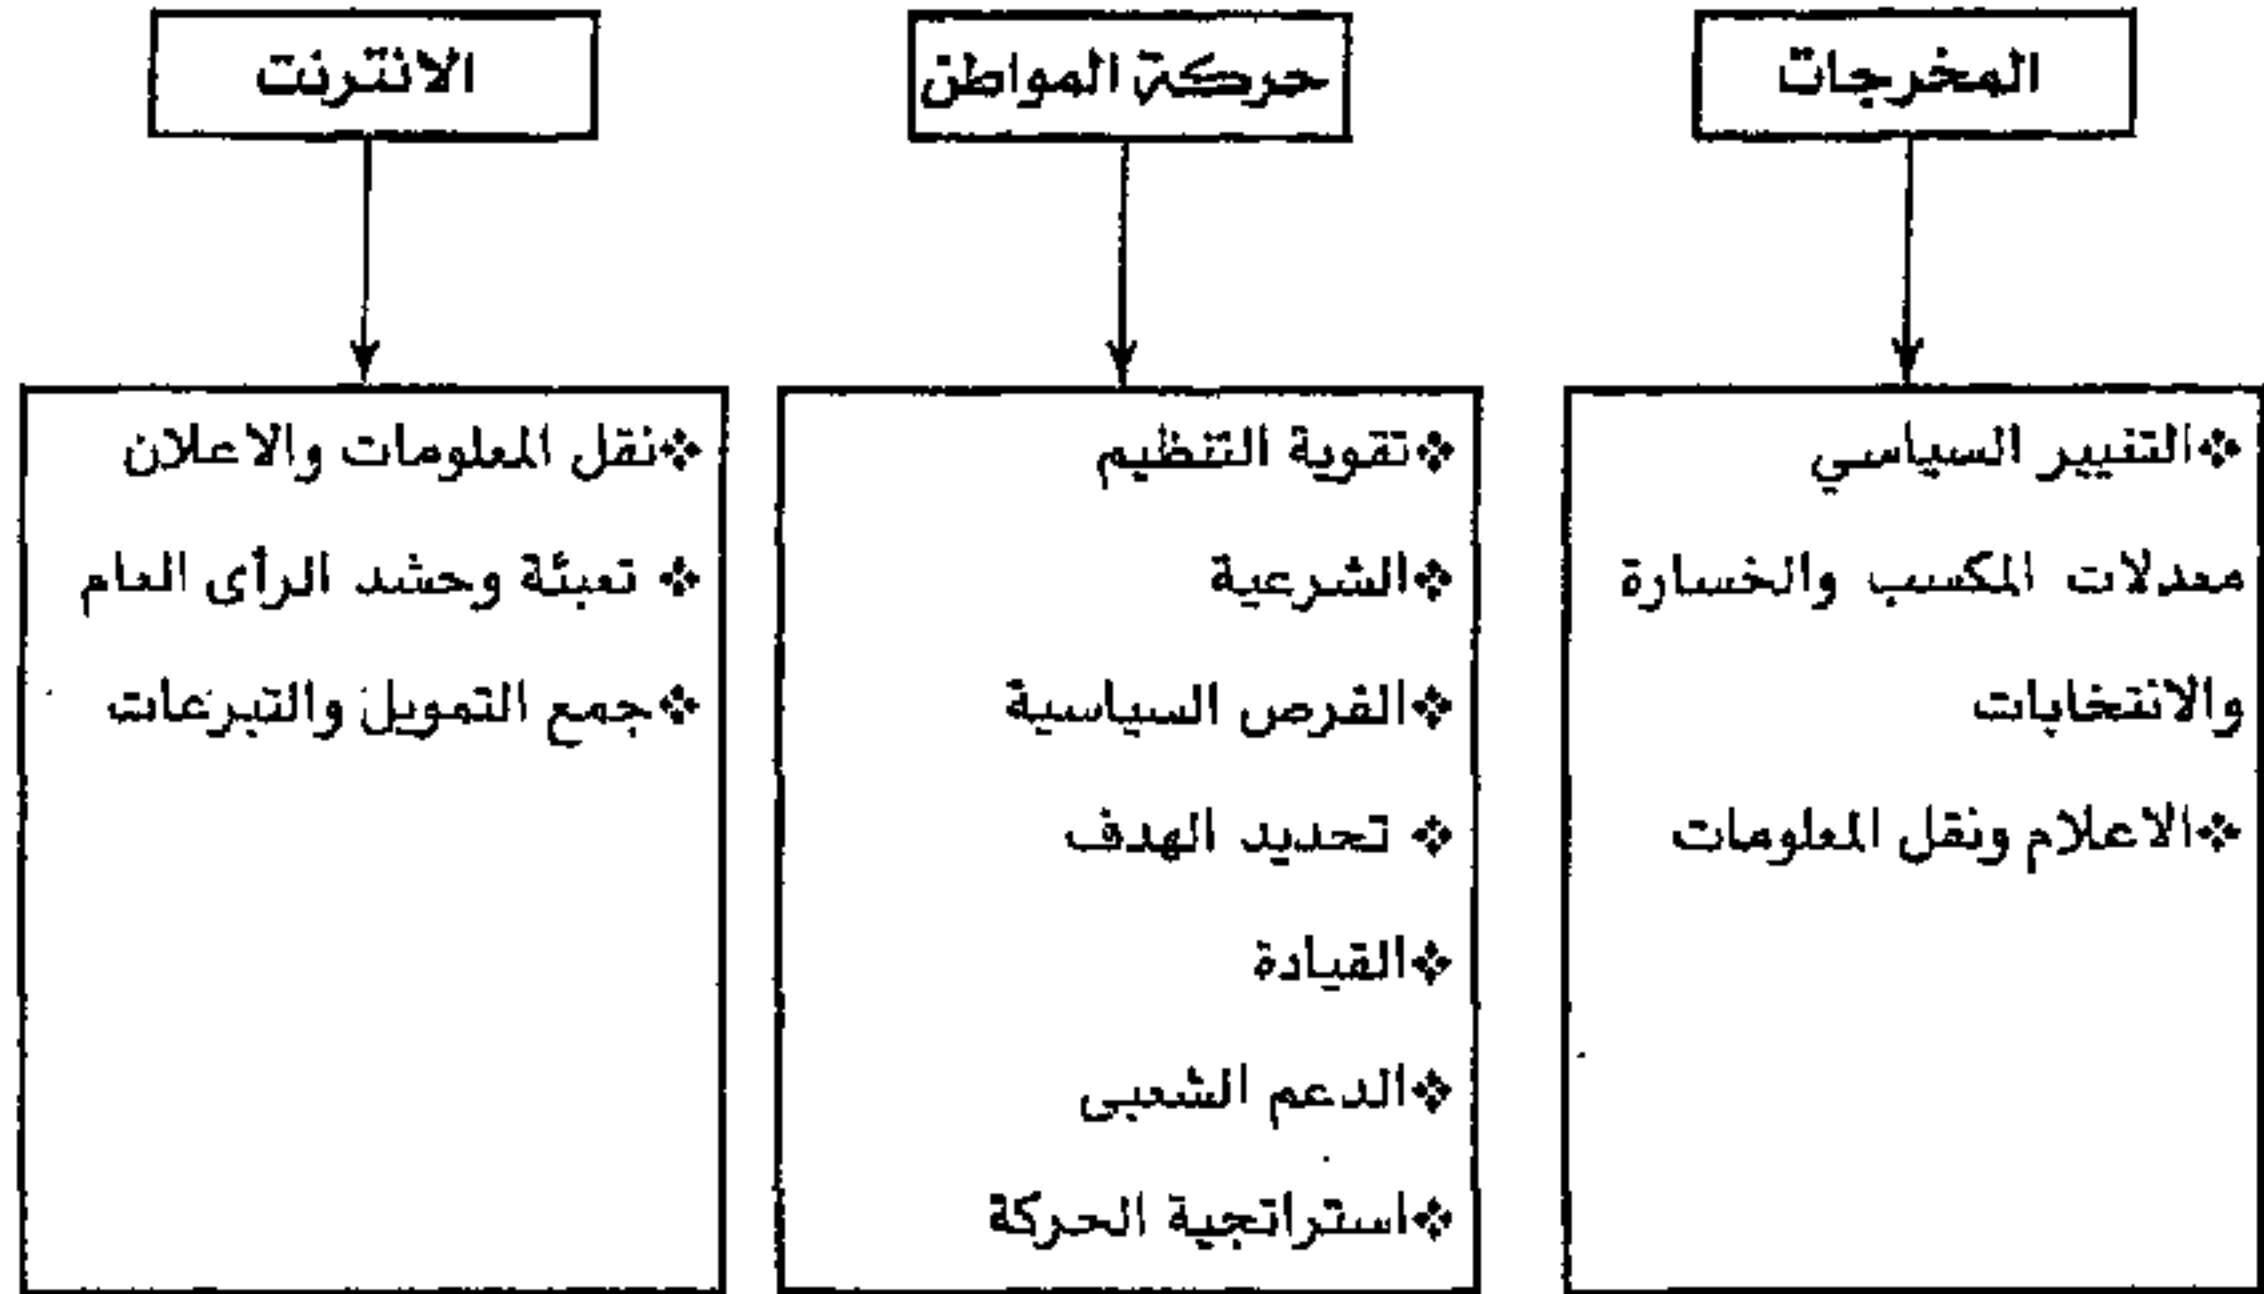 المخرجات
❖التغيير السياسي
معدلات المكسب والخسارة
والانتخابات
❖الاعلام ونقل المعلومات
حركة المواطن
❖تقوية التنظيم
❖الشرعية
❖الفرص السياسية
❖ تحديد الهدف
❖القيادة
❖الدعم الشعبى
❖استراتجية الحركة
الانترنت
❖نقل المعلومات والاعلان
❖ تعبئة وحشد الرأى العام
❖جمع التمويل والتبرعات